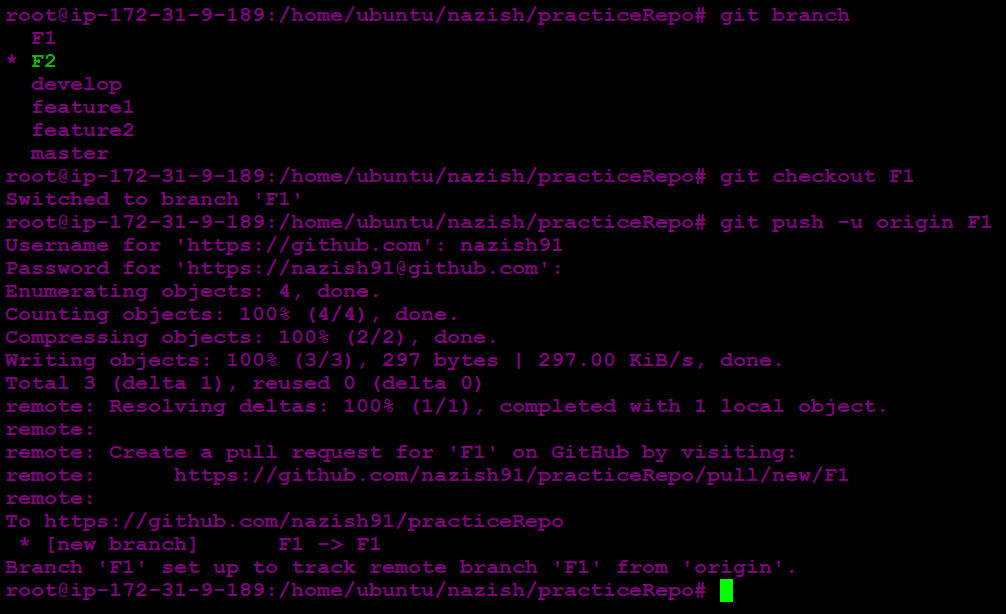 root@ip-172-31-9-189:/home/ubuntu/nazish/practiceRepo# git branch
  F1
* F2
  develop
  feature1
  feature2
  master
root@ip-172-31-9-189:/home/ubuntu/nazish/practiceRepo# git checkout F1
Switched to branch 'F1'
root@ip-172-31-9-189:/home/ubuntu/nazish/practiceRepo# git push -u origin F1
Username for 'https://github.com': nazish91
Password for 'https://nazish91@github.com':
Enumerating objects: 4, done.
Counting objects: 100% (4/4), done.
Compressing objects: 100% (2/2), done.
Writing objects: 100% (3/3), 297 bytes | 297.00 KiB/s, done.
Total 3 (delta 1), reused 0 (delta 0)
remote: Resolving deltas: 100% (1/1), completed with 1 local object.
remote:
remote: Create a pull request for 'F1' on GitHub by visiting:
remote:      https://github.com/nazish91/practiceRepo/pull/new/F1
remote:
To https://github.com/nazish91/practiceRepo
 * [new branch]      F1 -> F1
Branch 'F1' set up to track remote branch 'F1' from 'origin'.
root@ip-172-31-9-189:/home/ubuntu/nazish/practiceRepo#